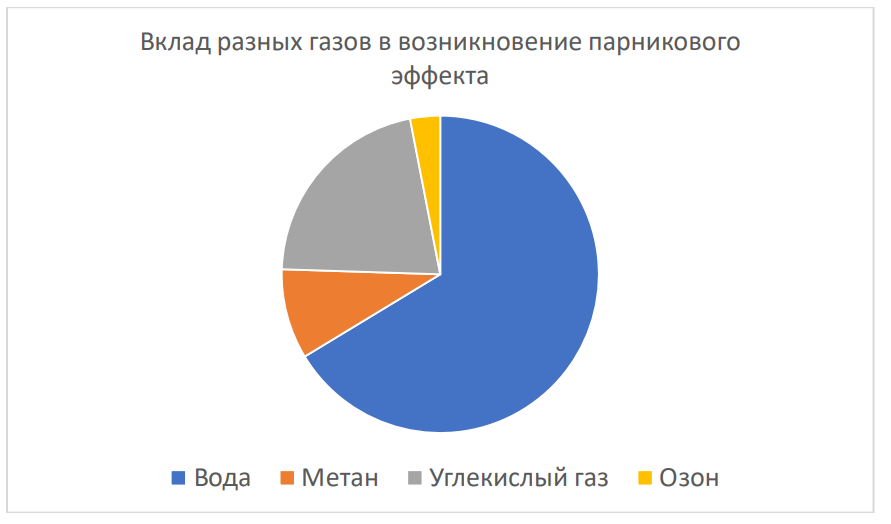 Вклад разных газов в возникновение парникового
эффекта
Вода Метан Углекислый газ Озон